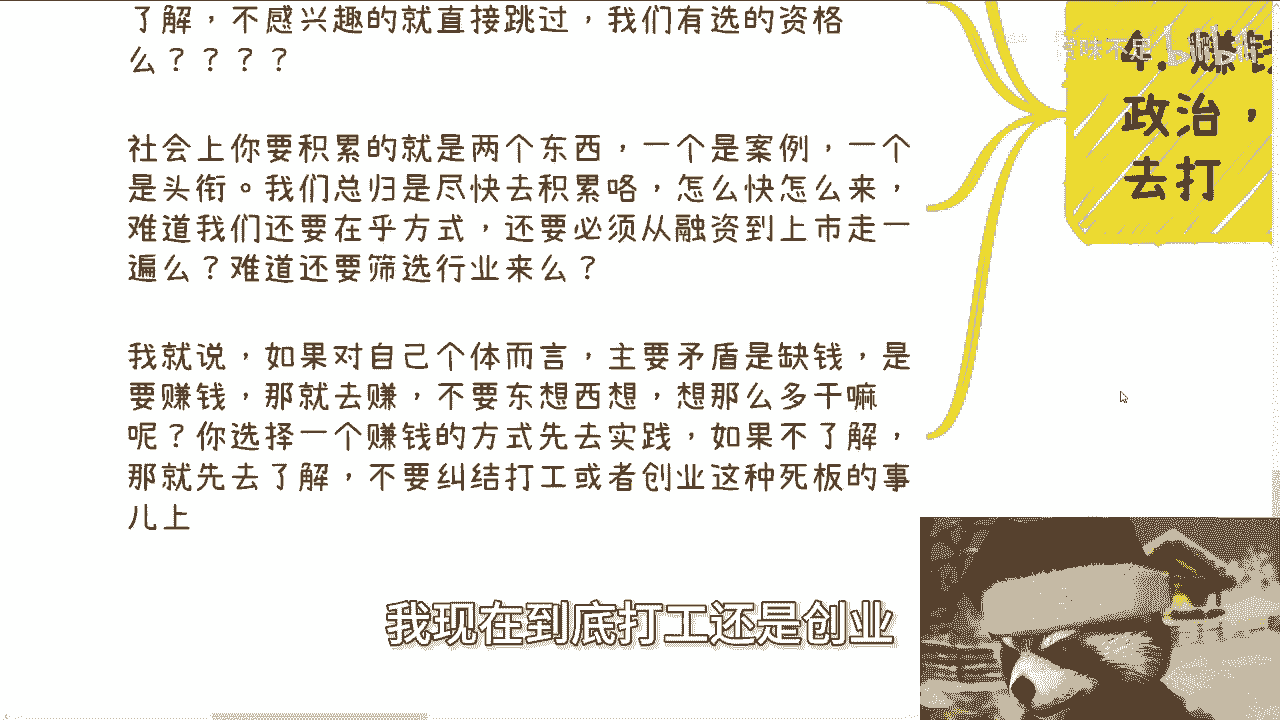 了解，不感兴趣的就直接跳过，我们有选的资格
么？？？？
社会上你要积累的就是两个东西，一个是案例，一个
是头衔。我们总归是尽快去积累咯，怎么快怎么来，
难道我们还要在乎方式，还要必须从融资到上市走一
遍么？难道还要筛选行业来么？
我就说，如果对自己个体而言，主要矛盾是缺钱，是
要赚钱，那就去赚，不要东想西想，想那么多干嘛
呢？你选择一个赚钱的方式先去实践，如果不了解，
那就先去了解，不要纠结打工或者创业这种死板的事
儿上
4. 赚钱
政治，
去打
我现在到底打工还是创业